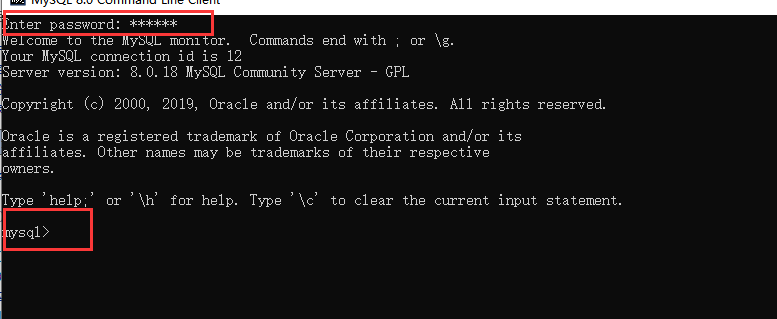 MySQL 8.0 Command Line Client
Enter password: ******
Welcome to the MySQL monitor.  Commands end with ; or \g.
Your MySQL connection id is 12
Server version: 8.0.18 MySQL Community Server - GPL
Copyright (c) 2000, 2019, Oracle and/or its affiliates. All rights reserved.
Oracle is a registered trademark of Oracle Corporation and/or its
affiliates. Other names may be trademarks of their respective
owners.
Type 'help;' or '\h' for help. Type '\c' to clear the current input statement.
mysql>